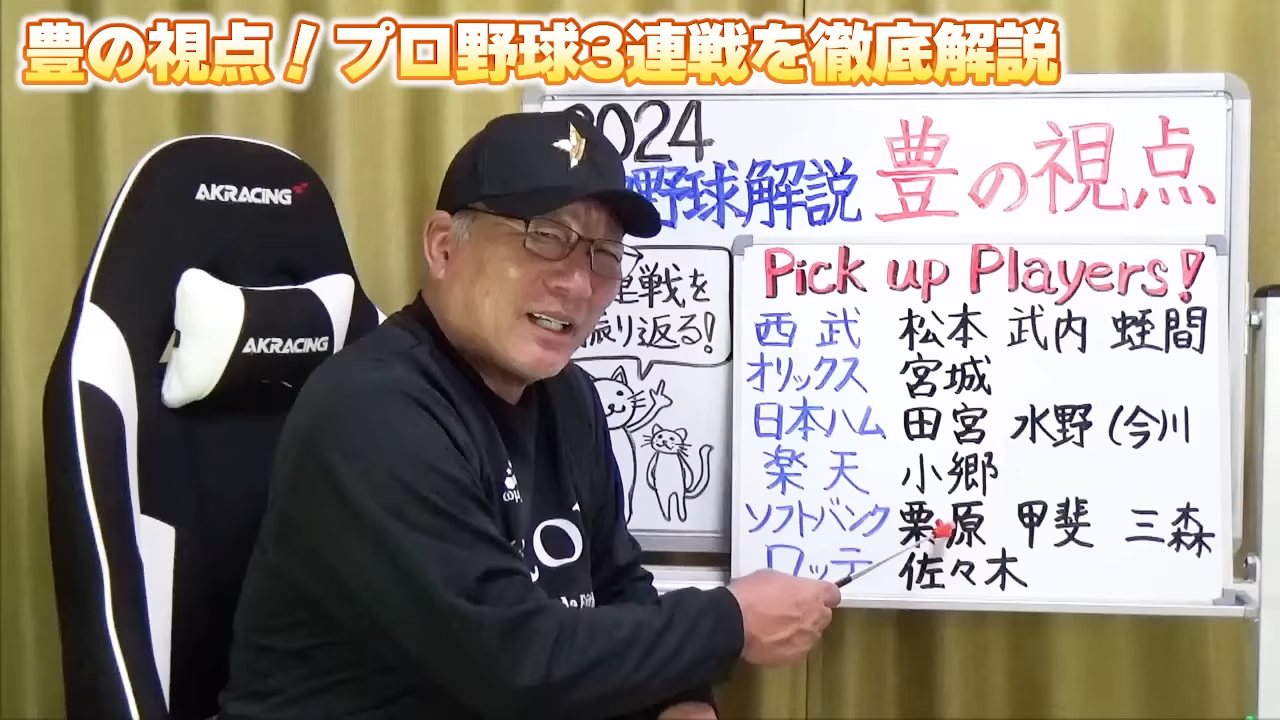 豊の視点！プロ野球3連戦を徹底解説
2024
野球解説
豊の視点
AKRACING
AKRACING
連戦を
振り返る!
Pick up Players!
西武 松本 武内 蛭間
オリックス 宮城
日本ハム 田宮 水野 (今川
楽天 小郷
ソフトバンク 栗原 甲斐 三森
ロッテ 佐々木